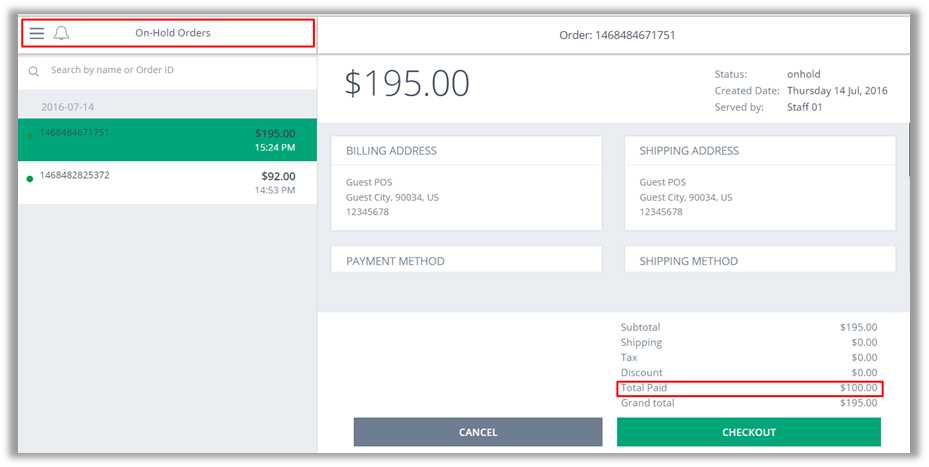 On-Hold Orders
Search by name or Order ID
2016-07-14
1468484671751 $195.00
15:24 PM
1468482825372 $92.00
14:53 PM
Order: 1468484671751
$195.00
Status: onhold
Created Date: Thursday 14 Jul, 2016
Served by: Staff 01
BILLING ADDRESS
Guest POS
Guest City, 90034, US
12345678
SHIPPING ADDRESS
Guest POS
Guest City, 90034, US
12345678
PAYMENT METHOD
SHIPPING METHOD
Subtotal $195.00
Shipping $0.00
Tax $0.00
Discount $0.00
Total Paid $100.00
Grand total $195.00
CANCEL
CHECKOUT